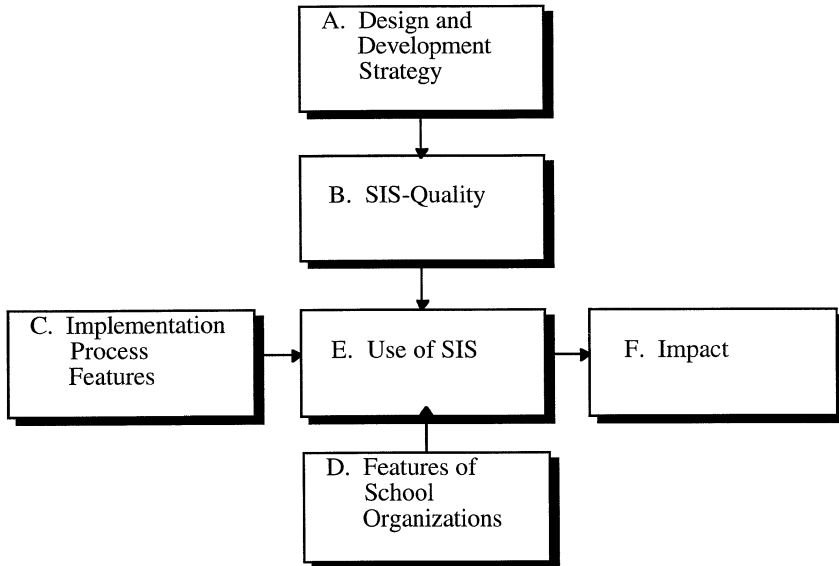 A. Design and
Development
Strategy
B. SIS-Quality
C. Implementation
Process
Features
E. Use of SIS
F. Impact
D. Features of
School
Organizations